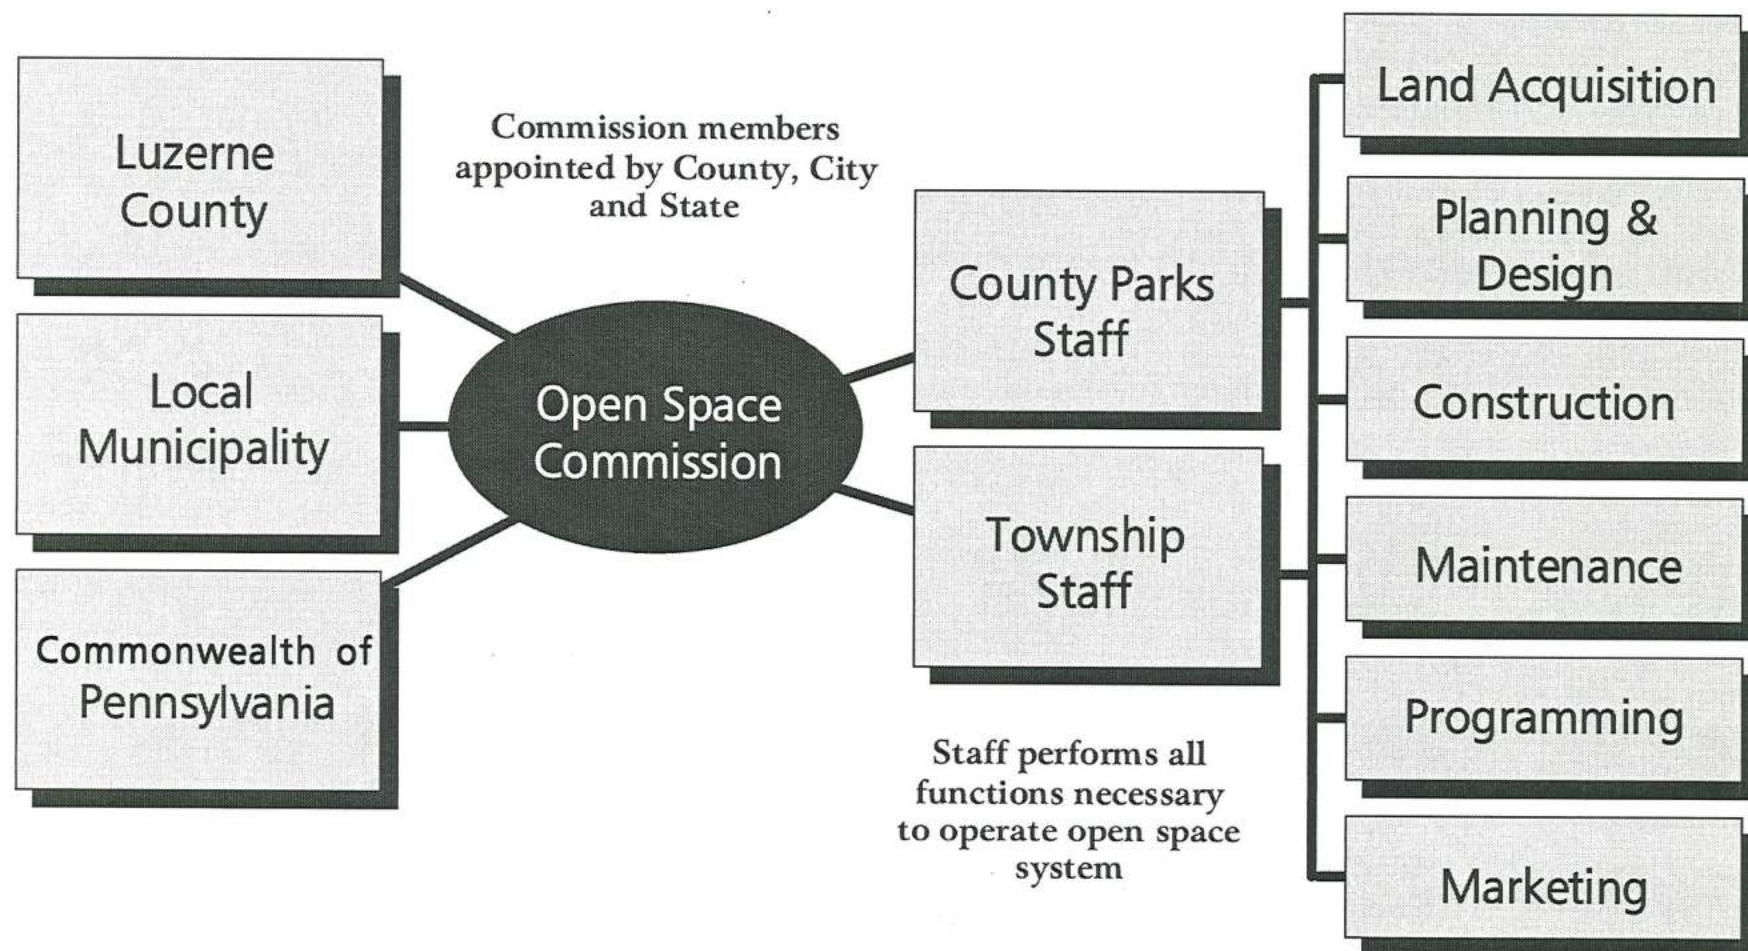 Luzerne
County
Local
Municipality
Commonwealth of
Pennsylvania
Commission members
appointed by County, City
and State
Open Space
Commission
County Parks
Staff
Township
Staff
Staff performs all
functions necessary
to operate open space
system
Land Acquisition
Planning &
Design
Construction
Maintenance
Programming
Marketing